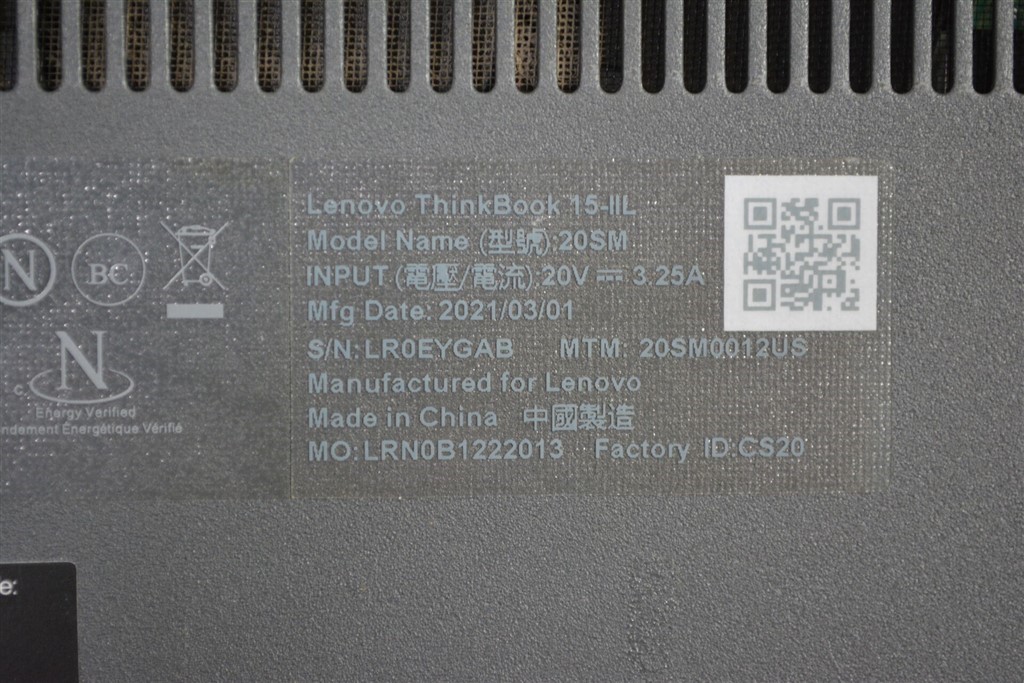 Lenovo ThinkBook 15-IIL
Model Name (型號):20SM
INPUT (電壓/電流):20V ⎓ 3.25A
Mfg Date: 2021/03/01
S/N: LR0EYGAB MTM: 20SM0012US
Manufactured for Lenovo
Made in China 中國製造
MO: LRN0B1222013 Factory ID:CS20
N
BC
N
Energy Verified
ndement Énergétique Vérifié
e: